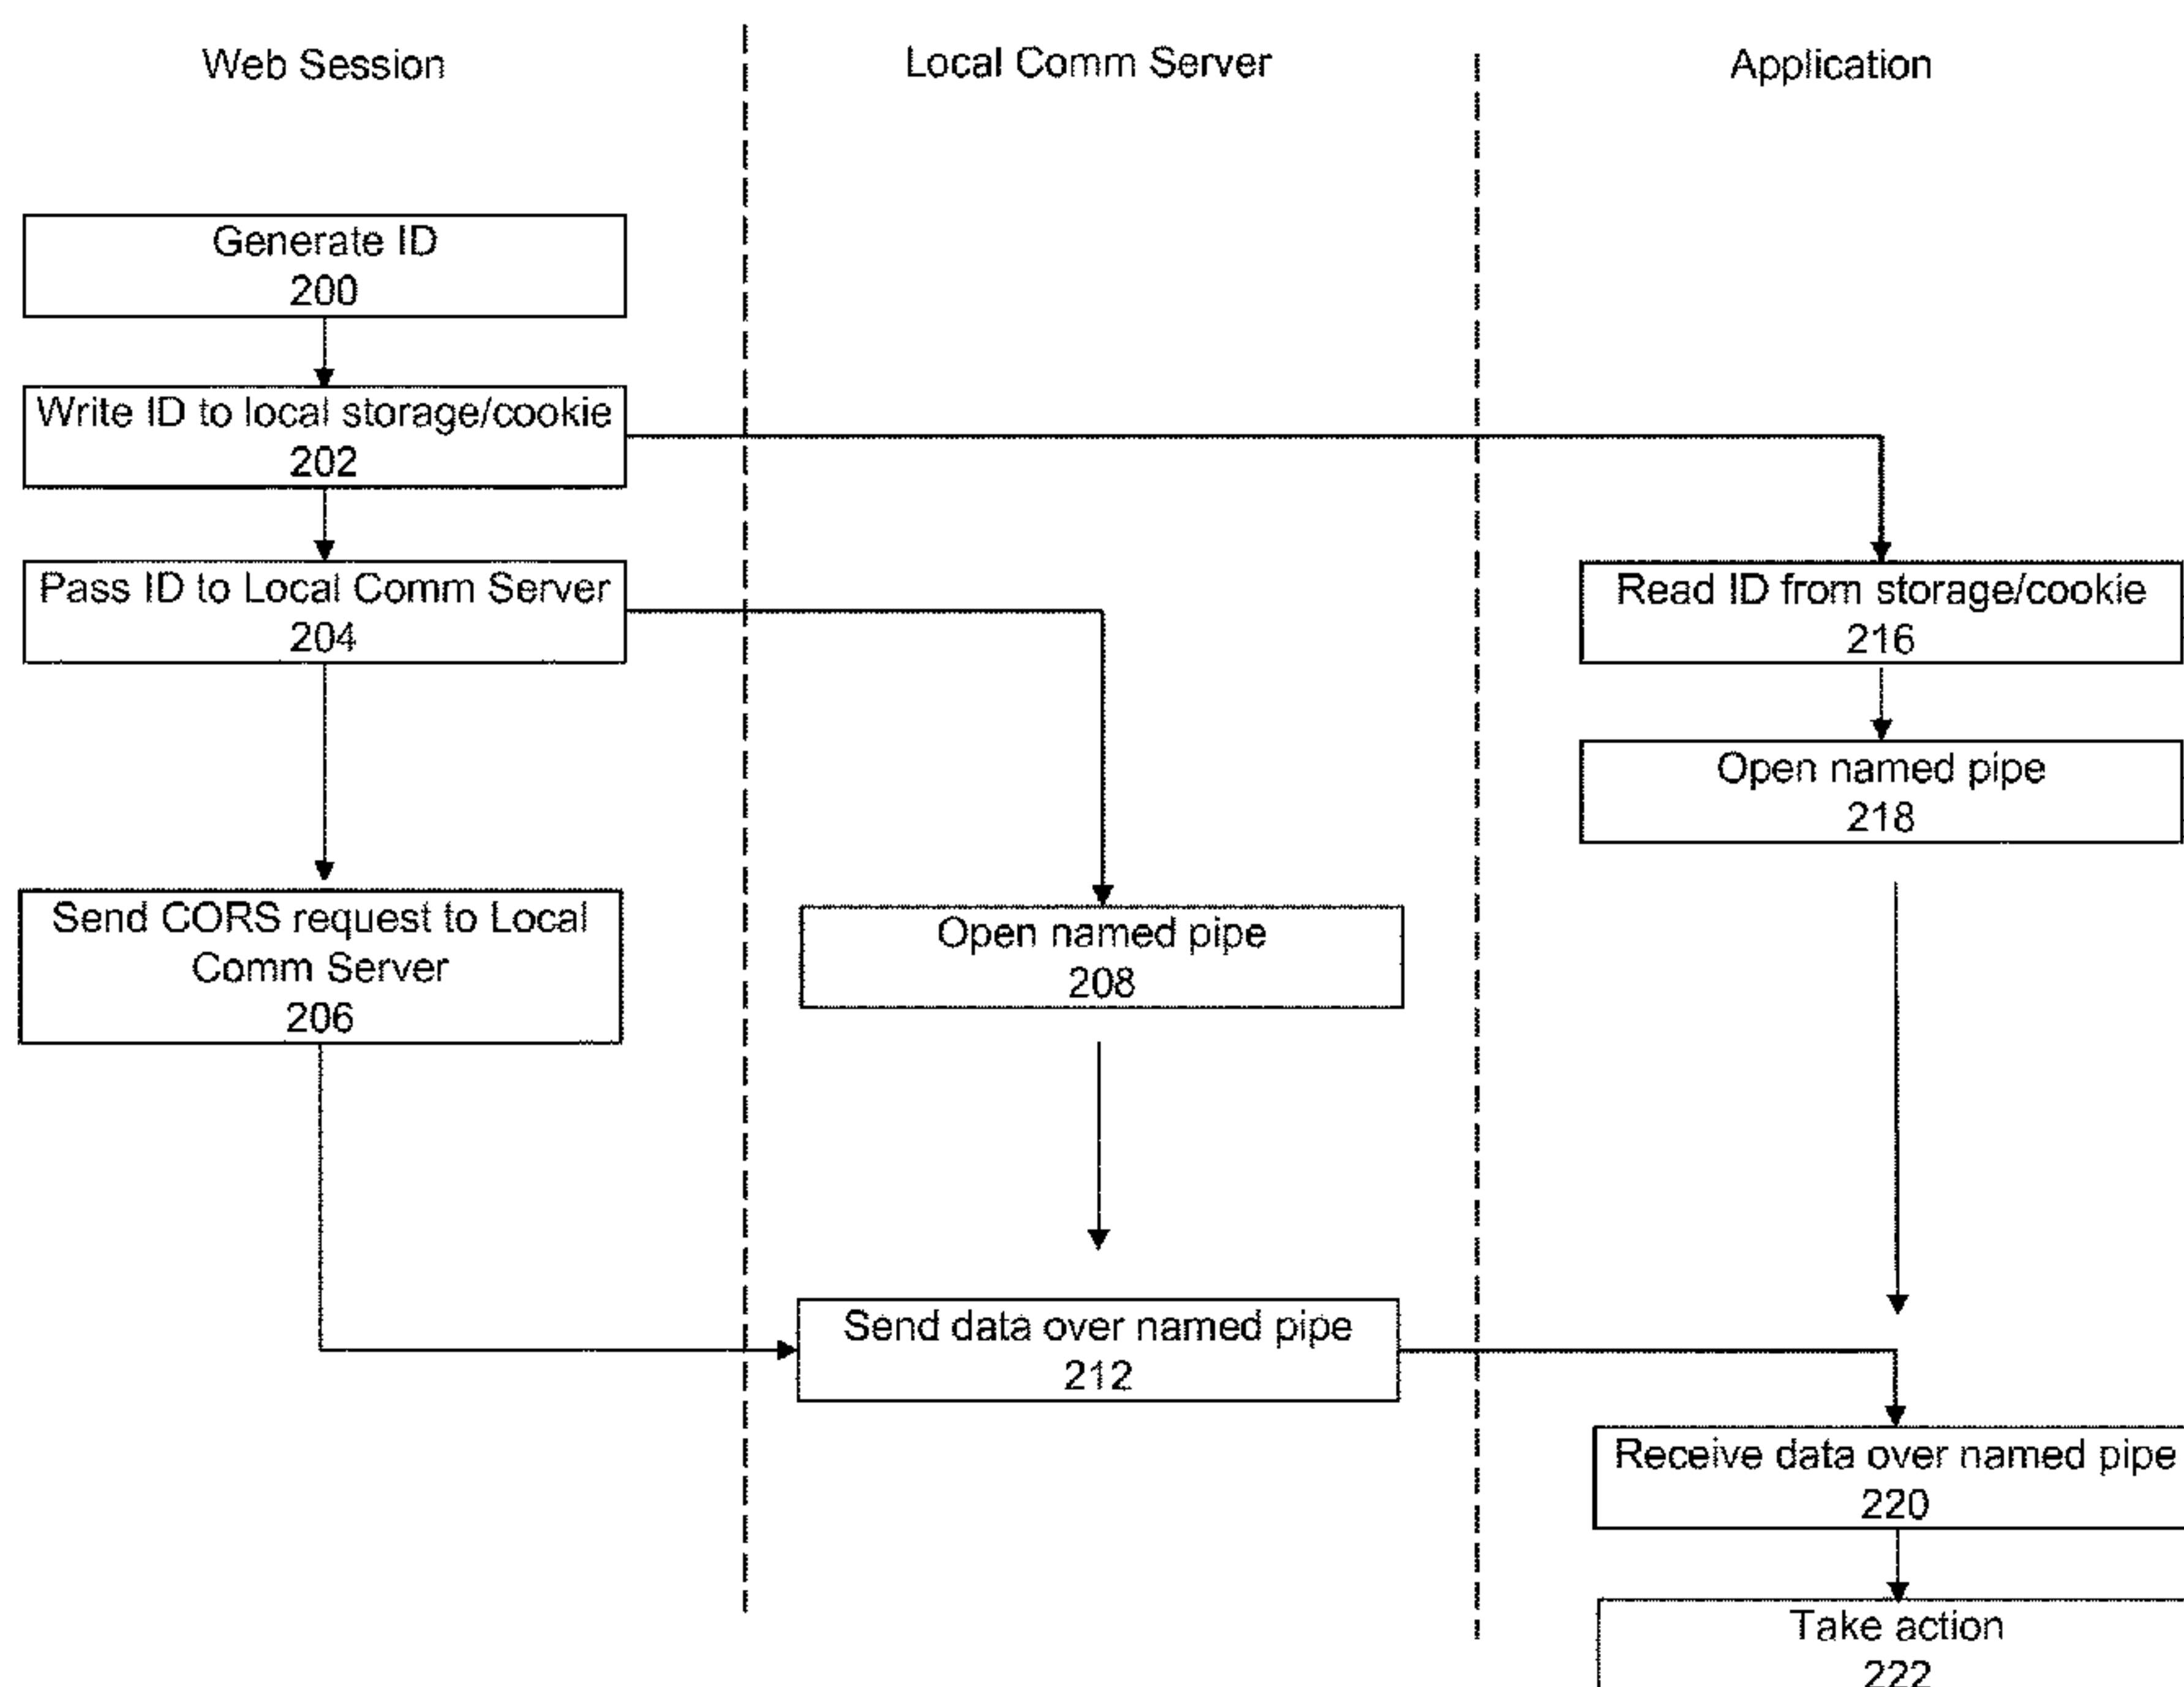 Web Session
Local Comm Server
Application
Generate ID
200
Write ID to local storage/cookie
202
Pass ID to Local Comm Server
204
Read ID from storage/cookie
216
Open named pipe
218
Send CORS request to Local
Comm Server
206
Open named pipe
208
Send data over named pipe
212
Receive data over named pipe
220
Take action
222